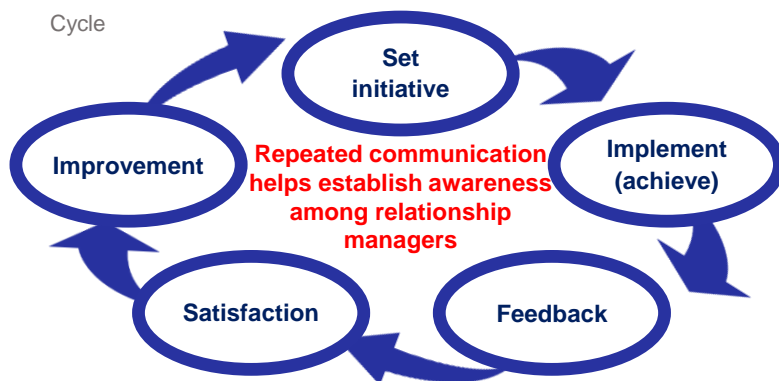 Cycle
Set
initiative
Implement
(achieve)
Feedback
Satisfaction
Improvement
Repeated communication
helps establish awareness
among relationship
managers